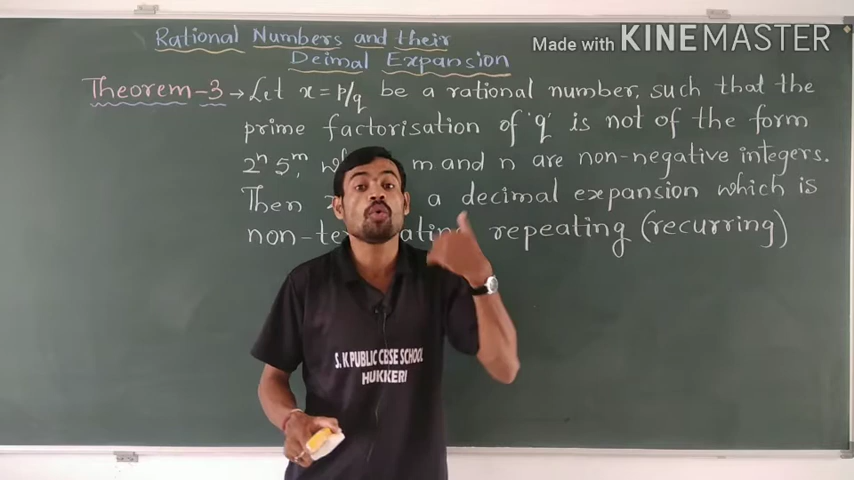 Rational Numbers and their
Deimal Expansion
Made with KINEMASTER
Theorem-3 → Let x = p/q be a rational number, such that the
prime factorisation of 'q' is not of the form
2ⁿ 5ᵐ, m and n are non-negative integers.
Then a decimal expansion which is
non- repeating (recurring)
S.K PUBLIC CBSE SCHOOL
HUKKERI